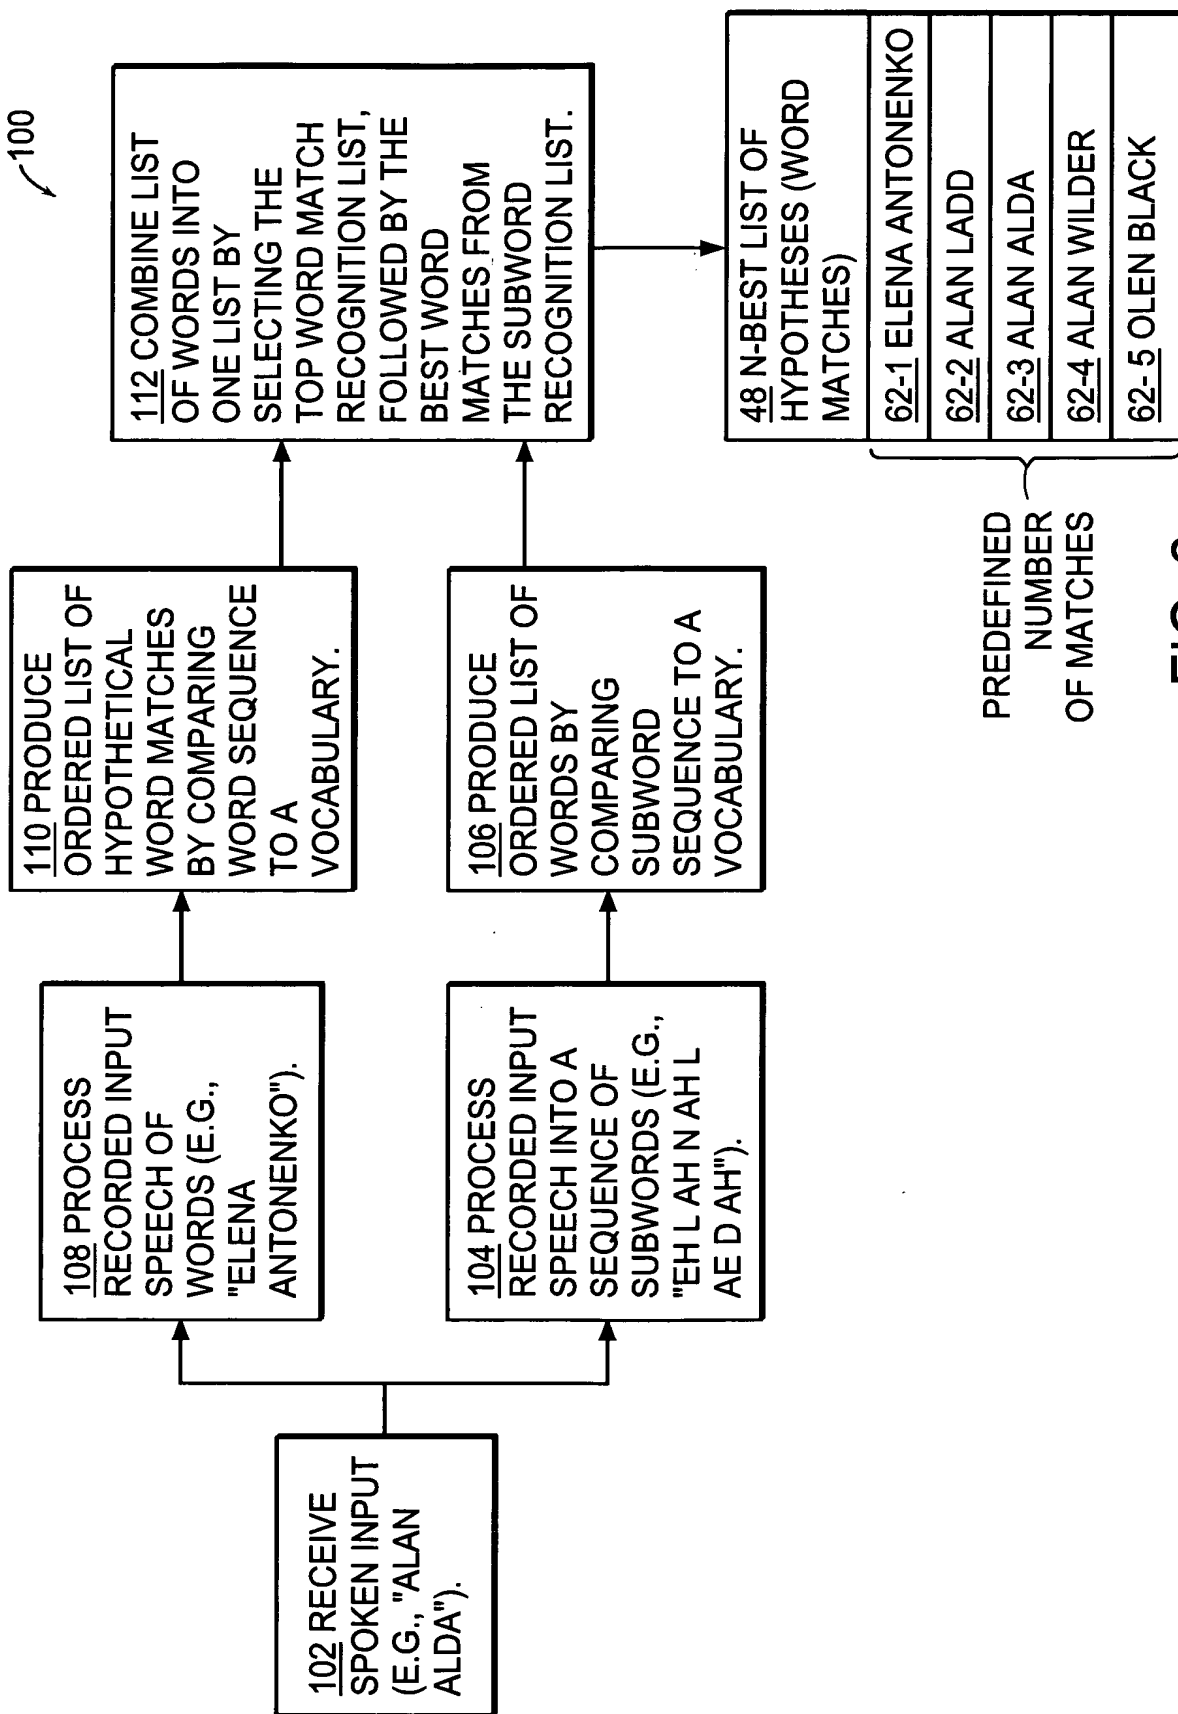 100
102 RECEIVE
SPOKEN INPUT
(E.G., "ALAN
ALDA").
108 PROCESS
RECORDED INPUT
SPEECH OF
WORDS (E.G.,
"ELENA
ANTONENKO").
104 PROCESS
RECORDED INPUT
SPEECH INTO A
SEQUENCE OF
SUBWORDS (E.G.,
"EH L AH N AH L
AE D AH").
110 PRODUCE
ORDERED LIST OF
HYPOTHETICAL
WORD MATCHES
BY COMPARING
WORD SEQUENCE
TO A
VOCABULARY.
106 PRODUCE
ORDERED LIST OF
WORDS BY
COMPARING
SUBWORD
SEQUENCE TO A
VOCABULARY.
112 COMBINE LIST
OF WORDS INTO
ONE LIST BY
SELECTING THE
TOP WORD MATCH
RECOGNITION LIST,
FOLLOWED BY THE
BEST WORD
MATCHES FROM
THE SUBWORD
RECOGNITION LIST.
48 N-BEST LIST OF
HYPOTHESES (WORD
MATCHES)
62-1 ELENA ANTONENKO
62-2 ALAN LADD
62-3 ALAN ALDA
62-4 ALAN WILDER
62- 5 OLEN BLACK
PREDEFINED
NUMBER
OF MATCHES